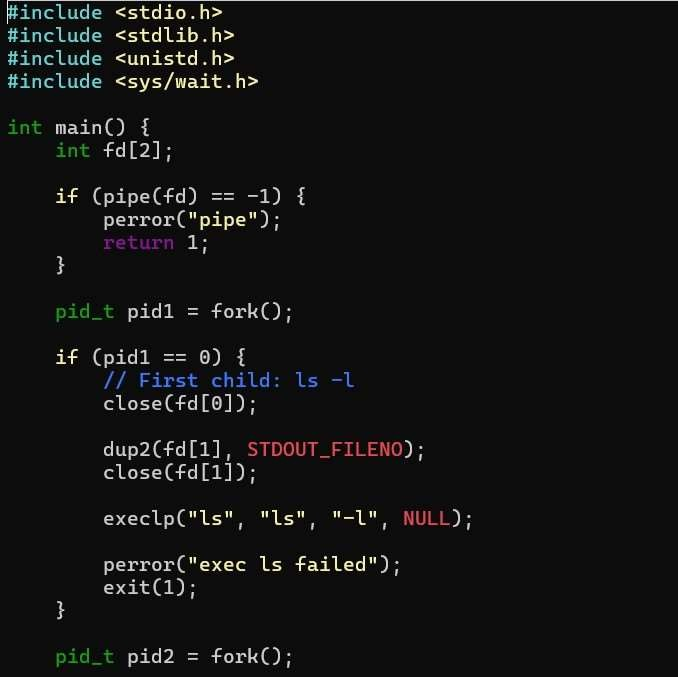 #include <stdio.h>
#include <stdlib.h>
#include <unistd.h>
#include <sys/wait.h>

int main() {
    int fd[2];

    if (pipe(fd) == -1) {
        perror("pipe");
        return 1;
    }

    pid_t pid1 = fork();

    if (pid1 == 0) {
        // First child: ls -l
        close(fd[0]);

        dup2(fd[1], STDOUT_FILENO);
        close(fd[1]);

        execlp("ls", "ls", "-l", NULL);

        perror("exec ls failed");
        exit(1);
    }

    pid_t pid2 = fork();